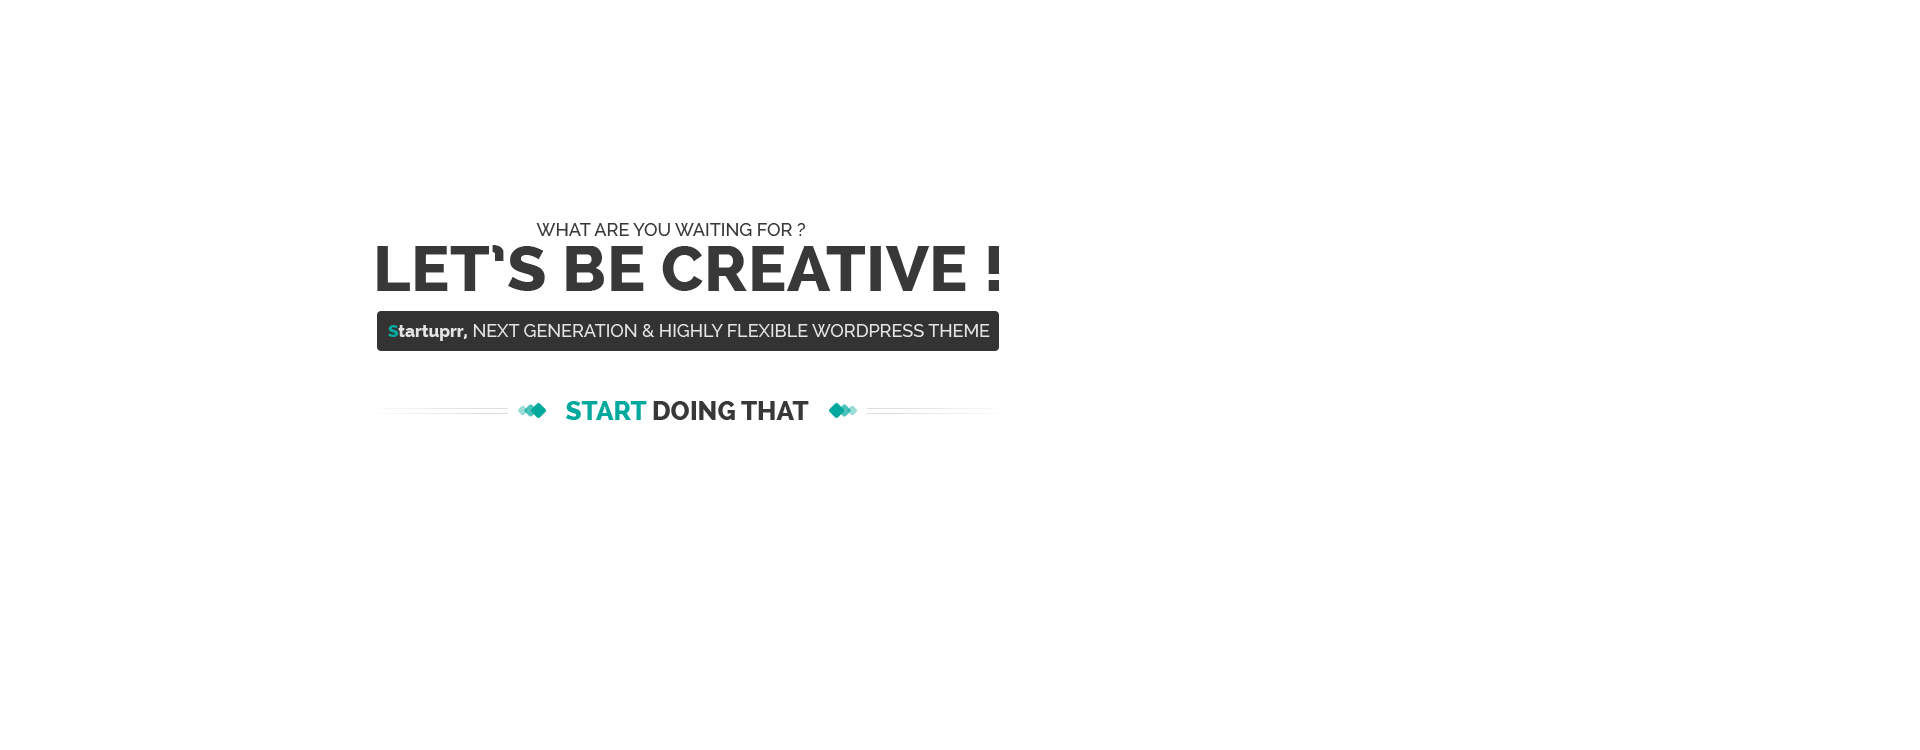 WHAT ARE YOU WAITING FOR ?
LET'S BE CREATIVE !
Startuprr, NEXT GENERATION & HIGHLY FLEXIBLE WORDPRESS THEME
START DOING THAT